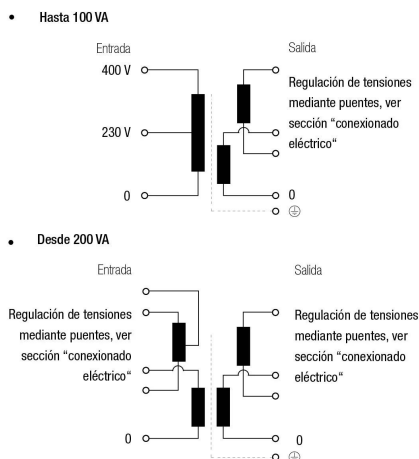 • Hasta 100 VA
Entrada
Salida
400 V
230 V
0
Regulación de tensiones
mediante puentes, ver
sección “conexionado
eléctrico“
0
• Desde 200 VA
Entrada
Salida
Regulación de tensiones
mediante puentes, ver
sección “conexionado
eléctrico“
0
Regulación de tensiones
mediante puentes, ver
sección “conexionado
eléctrico“
0